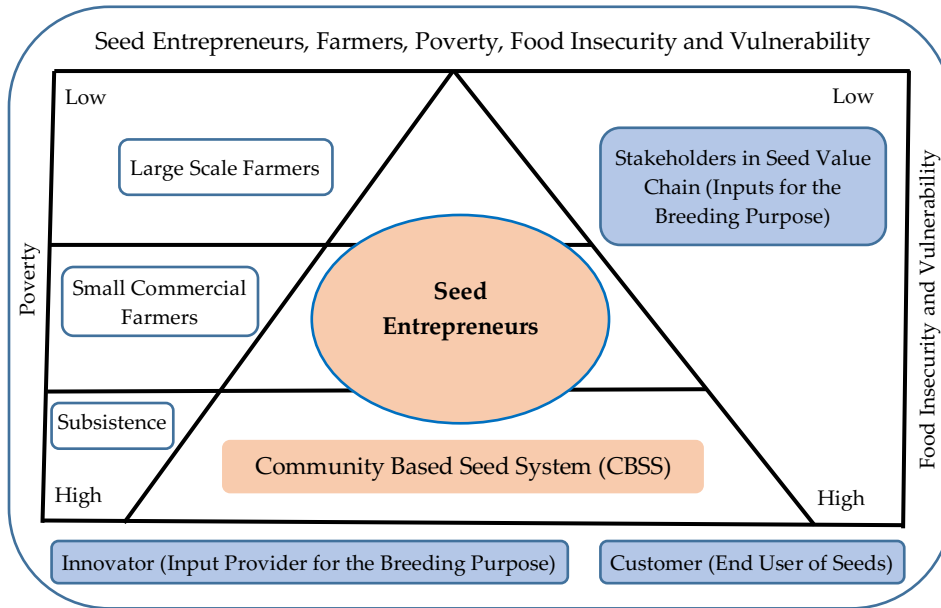 Seed Entrepreneurs, Farmers, Poverty, Food Insecurity and Vulnerability
Low
Low
Large Scale Farmers
Stakeholders in Seed Value
Chain (Inputs for the
Breeding Purpose)
Poverty
Food Insecurity and Vulnerability
Small Commercial
Farmers
Seed
Entrepreneurs
Subsistence
Community Based Seed System (CBSS)
High
High
Innovator (Input Provider for the Breeding Purpose)
Customer (End User of Seeds)